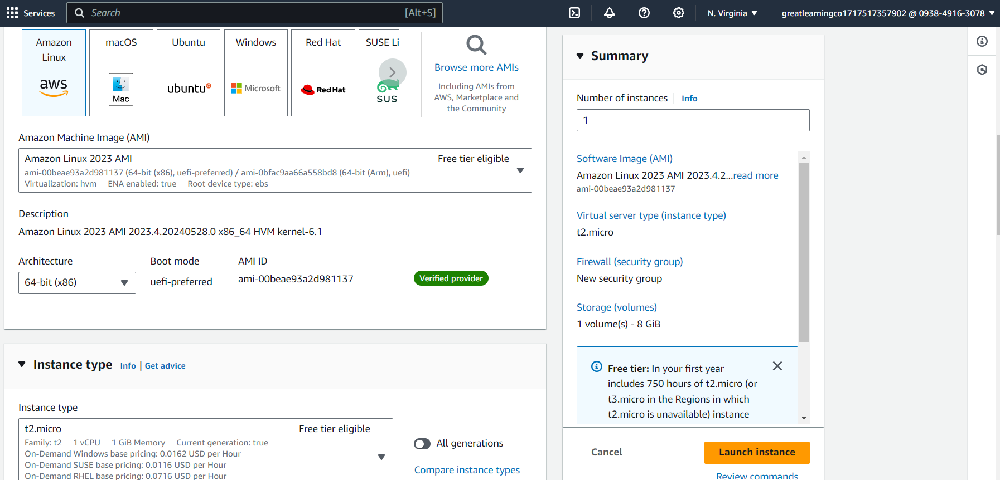 Services
Search
[Alt+S]
N. Virginia
greatlearningco1717517357902 @ 0938-4916-3078
Amazon
Linux
aws
macOS
Mac
Ubuntu
ubuntu
Windows
Microsoft
Red Hat
Red Hat
SUSE Li
SUS
Browse more AMIs
Including AMIs from
AWS, Marketplace and
the Community
Amazon Machine Image (AMI)
Amazon Linux 2023 AMI
Free tier eligible
ami-00beae93a2d981137 (64-bit (x86), uefi-preferred) / ami-0bfac9aa66a558bd8 (64-bit (Arm), uefi)
Virtualization: hvm ENA enabled: true Root device type: ebs
Description
Amazon Linux 2023 AMI 2023.4.20240528.0 x86_64 HVM kernel-6.1
Architecture
64-bit (x86)
Boot mode
uefi-preferred
AMI ID
ami-00beae93a2d981137
Verified provider
Instance type
Info | Get advice
Instance type
t2.micro
Free tier eligible
Family: t2 1 vCPU 1 GiB Memory Current generation: true
On-Demand Windows base pricing: 0.0162 USD per Hour
On-Demand SUSE base pricing: 0.0116 USD per Hour
On-Demand RHEL base pricing: 0.0716 USD per Hour
All generations
Compare instance types
Summary
Number of instances
Info
1
Software Image (AMI)
Amazon Linux 2023 AMI 2023.4.2...read more
ami-00beae93a2d981137
Virtual server type (instance type)
t2.micro
Firewall (security group)
New security group
Storage (volumes)
1 volume(s) - 8 GiB
Free tier: In your first year
includes 750 hours of t2.micro (or
t3.micro in the Regions in which
t2.micro is unavailable) instance
Cancel
Launch instance
Review commands